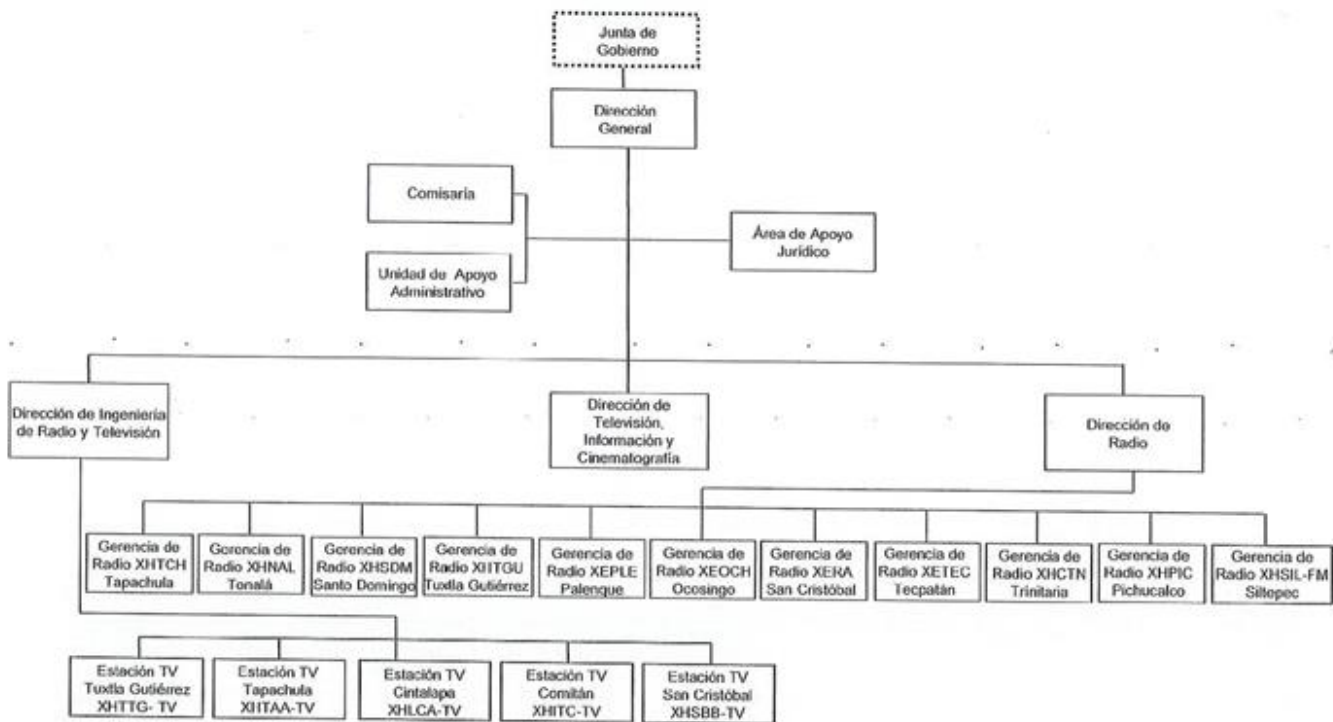 Junta de
Gobierno
Dirección
General
Comisaría
Área de Apoyo
Jurídico
Unidad de Apoyo
Administrativo
Dirección de Ingeniería
de Radio y Televisión
Dirección de
Televisión,
Información y
Cinematografía
Dirección de
Radio
Gerencia de
Radio XHTCH
Tapachula
Gerencia de
Radio XHNAL
Tonalá
Gerencia de
Radio XHSDM
Santo Domingo
Gerencia de
Radio XHTGU
Tuxtla Gutiérrez
Gerencia de
Radio XEPLE
Palenque
Gerencia de
Radio XEOCH
Ocosingo
Gerencia de
Radio XERA
San Cristóbal
Gerencia de
Radio XETEC
Tecpatán
Gerencia de
Radio XHCTN
Trinitaria
Gerencia de
Radio XHPIC
Pichucalco
Gerencia de
Radio XHSIL-FM
Siltepec
Estación TV
Tuxtla Gutiérrez
XHTTG- TV
Estación TV
Tapachula
XHTAA-TV
Estación TV
Cintalapa
XHLCA-TV
Estación TV
Comitán
XHITC-TV
Estación TV
San Cristóbal
XHSBB-TV